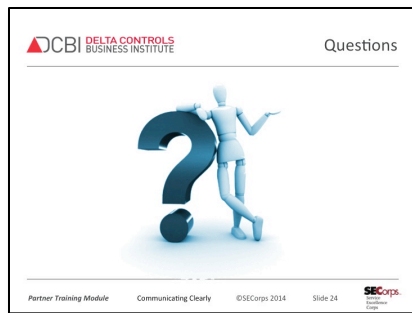 DCBI DELTA CONTROLS
BUSINESS INSTITUTE
Questions
?
Partner Training Module Communicating Clearly ©SECorps 2014 Slide 24
SECorps
Service
Excellence
Corps